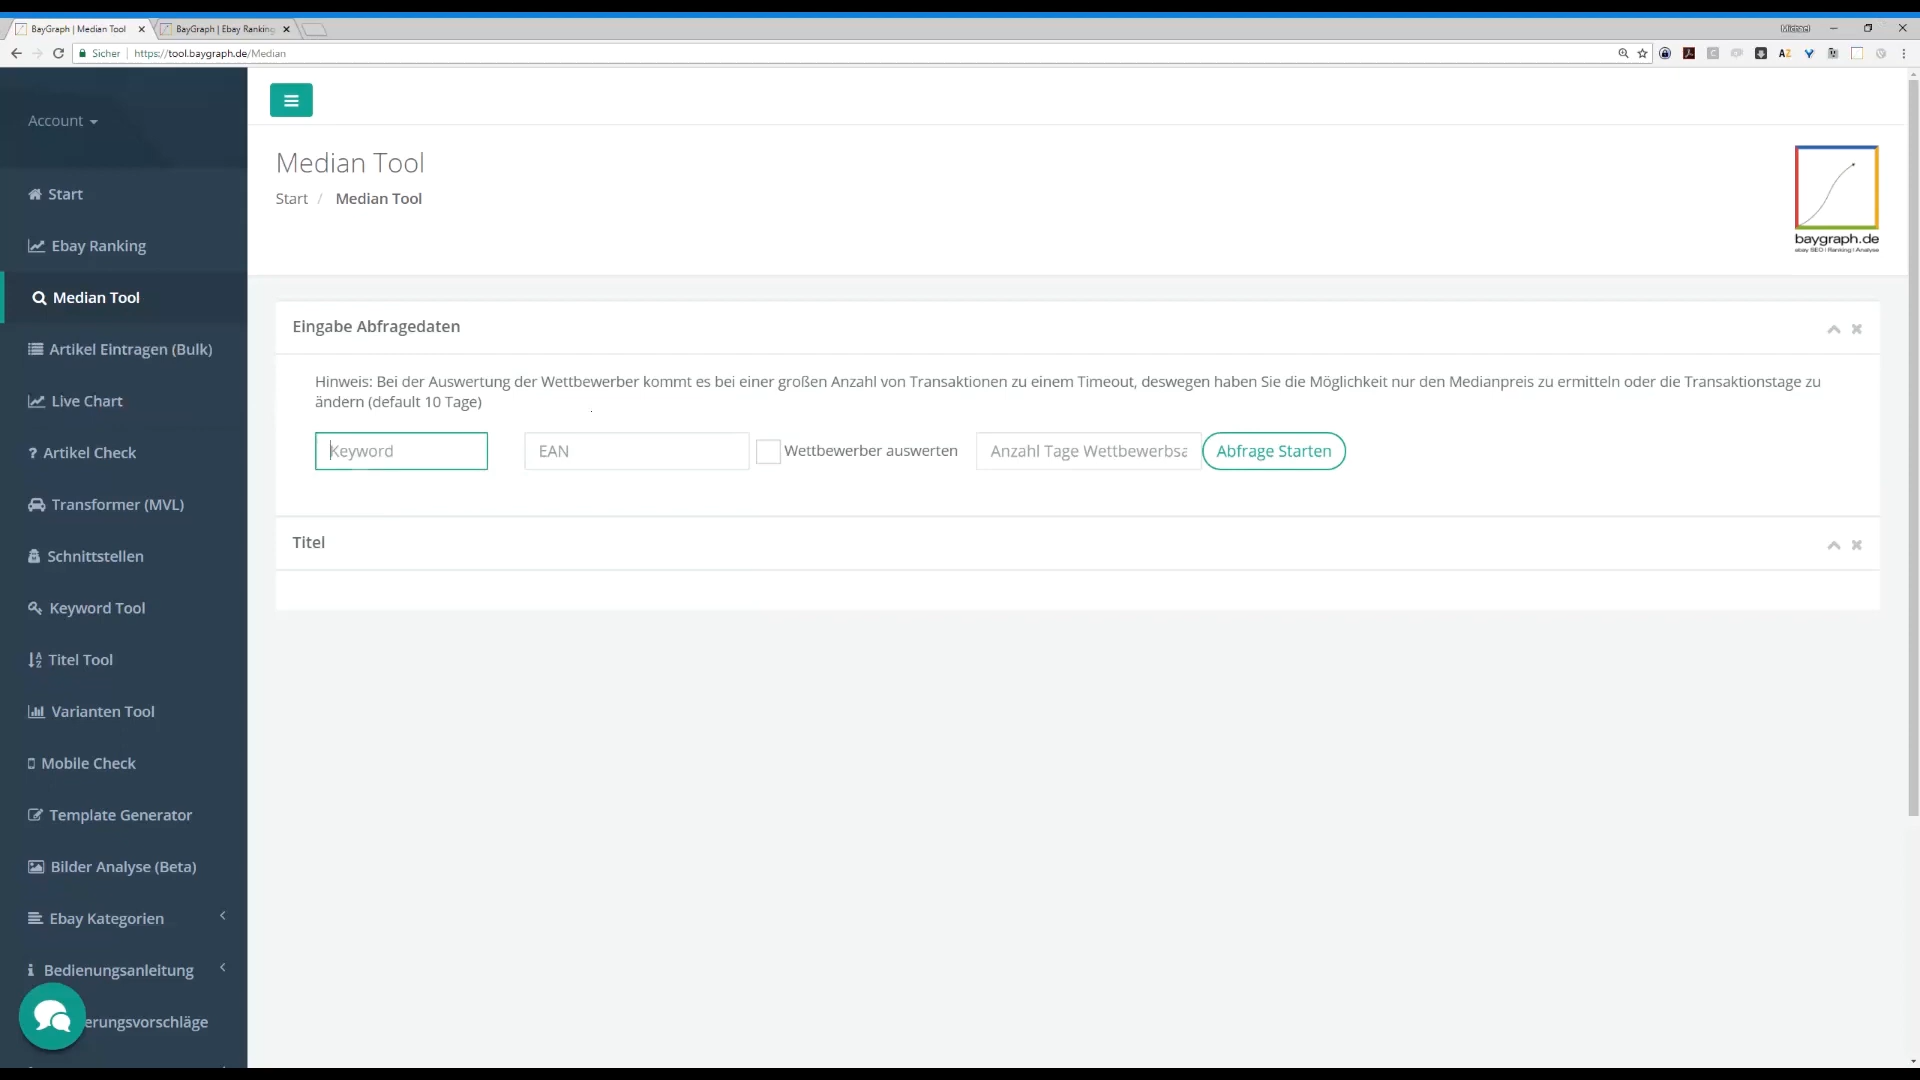 BayGraph | Median Tool
BayGraph | Ebay Ranking
Michael
Sicher
https://tool.baygraph.de/Median
Account
Start
Ebay Ranking
Median Tool
Artikel Eintragen (Bulk)
Live Chart
Artikel Check
Transformer (MVL)
Schnittstellen
Keyword Tool
Titel Tool
Varianten Tool
Mobile Check
Template Generator
Bilder Analyse (Beta)
Ebay Kategorien
Bedienungsanleitung
erungsvorschläge
Median Tool
Start / Median Tool
baygraph.de
ebay SEO | Ranking | Analyse
Eingabe Abfragedaten
Hinweis: Bei der Auswertung der Wettbewerber kommt es bei einer großen Anzahl von Transaktionen zu einem Timeout, deswegen haben Sie die Möglichkeit nur den Medianpreis zu ermitteln oder die Transaktionstage zu
ändern (default 10 Tage)
Keyword
EAN
Wettbewerber auswerten
Anzahl Tage Wettbewerbsa
Abfrage Starten
Titel